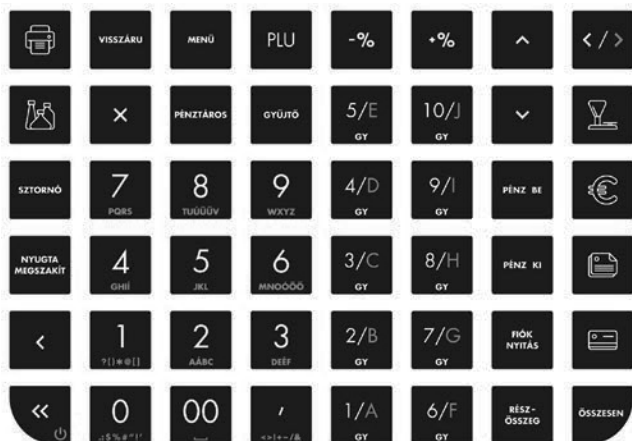 VISSZÁRU
MENÜ
PLU
-%
+%
< / >
PÉNZTÁROS
GYŰJTŐ
5/E
GY
10/J
GY
SZTORNÓ
7
PQRS
8
TUÚÜŰV
9
WXYZ
4/D
GY
9/I
GY
PÉNZ BE
€
NYUGTA
MEGSZAKÍT
4
GHIÍ
5
JKL
6
MNOÓÖŐ
3/C
GY
8/H
GY
PÉNZ KI
<
1
2
AÁBC
3
DEÉF
2/B
GY
7/G
GY
FIÓK
NYITÁS
0
00
,
1/A
GY
6/F
GY
RÉSZ-
ÖSSZEG
ÖSSZESEN